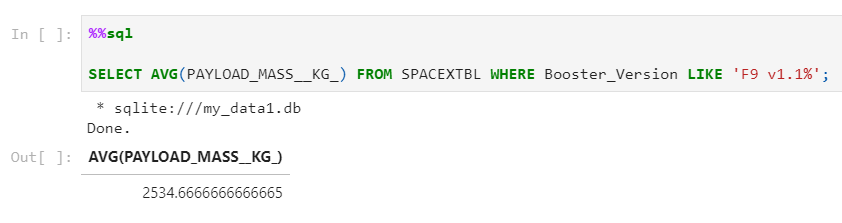 In [ ]: %%sql
SELECT AVG(PAYLOAD_MASS__KG_) FROM SPACEXTBL WHERE Booster_Version LIKE 'F9 v1.1%';
* sqlite:///my_data1.db
Done.
Out[ ]: AVG(PAYLOAD_MASS__KG_)
2534.6666666666665